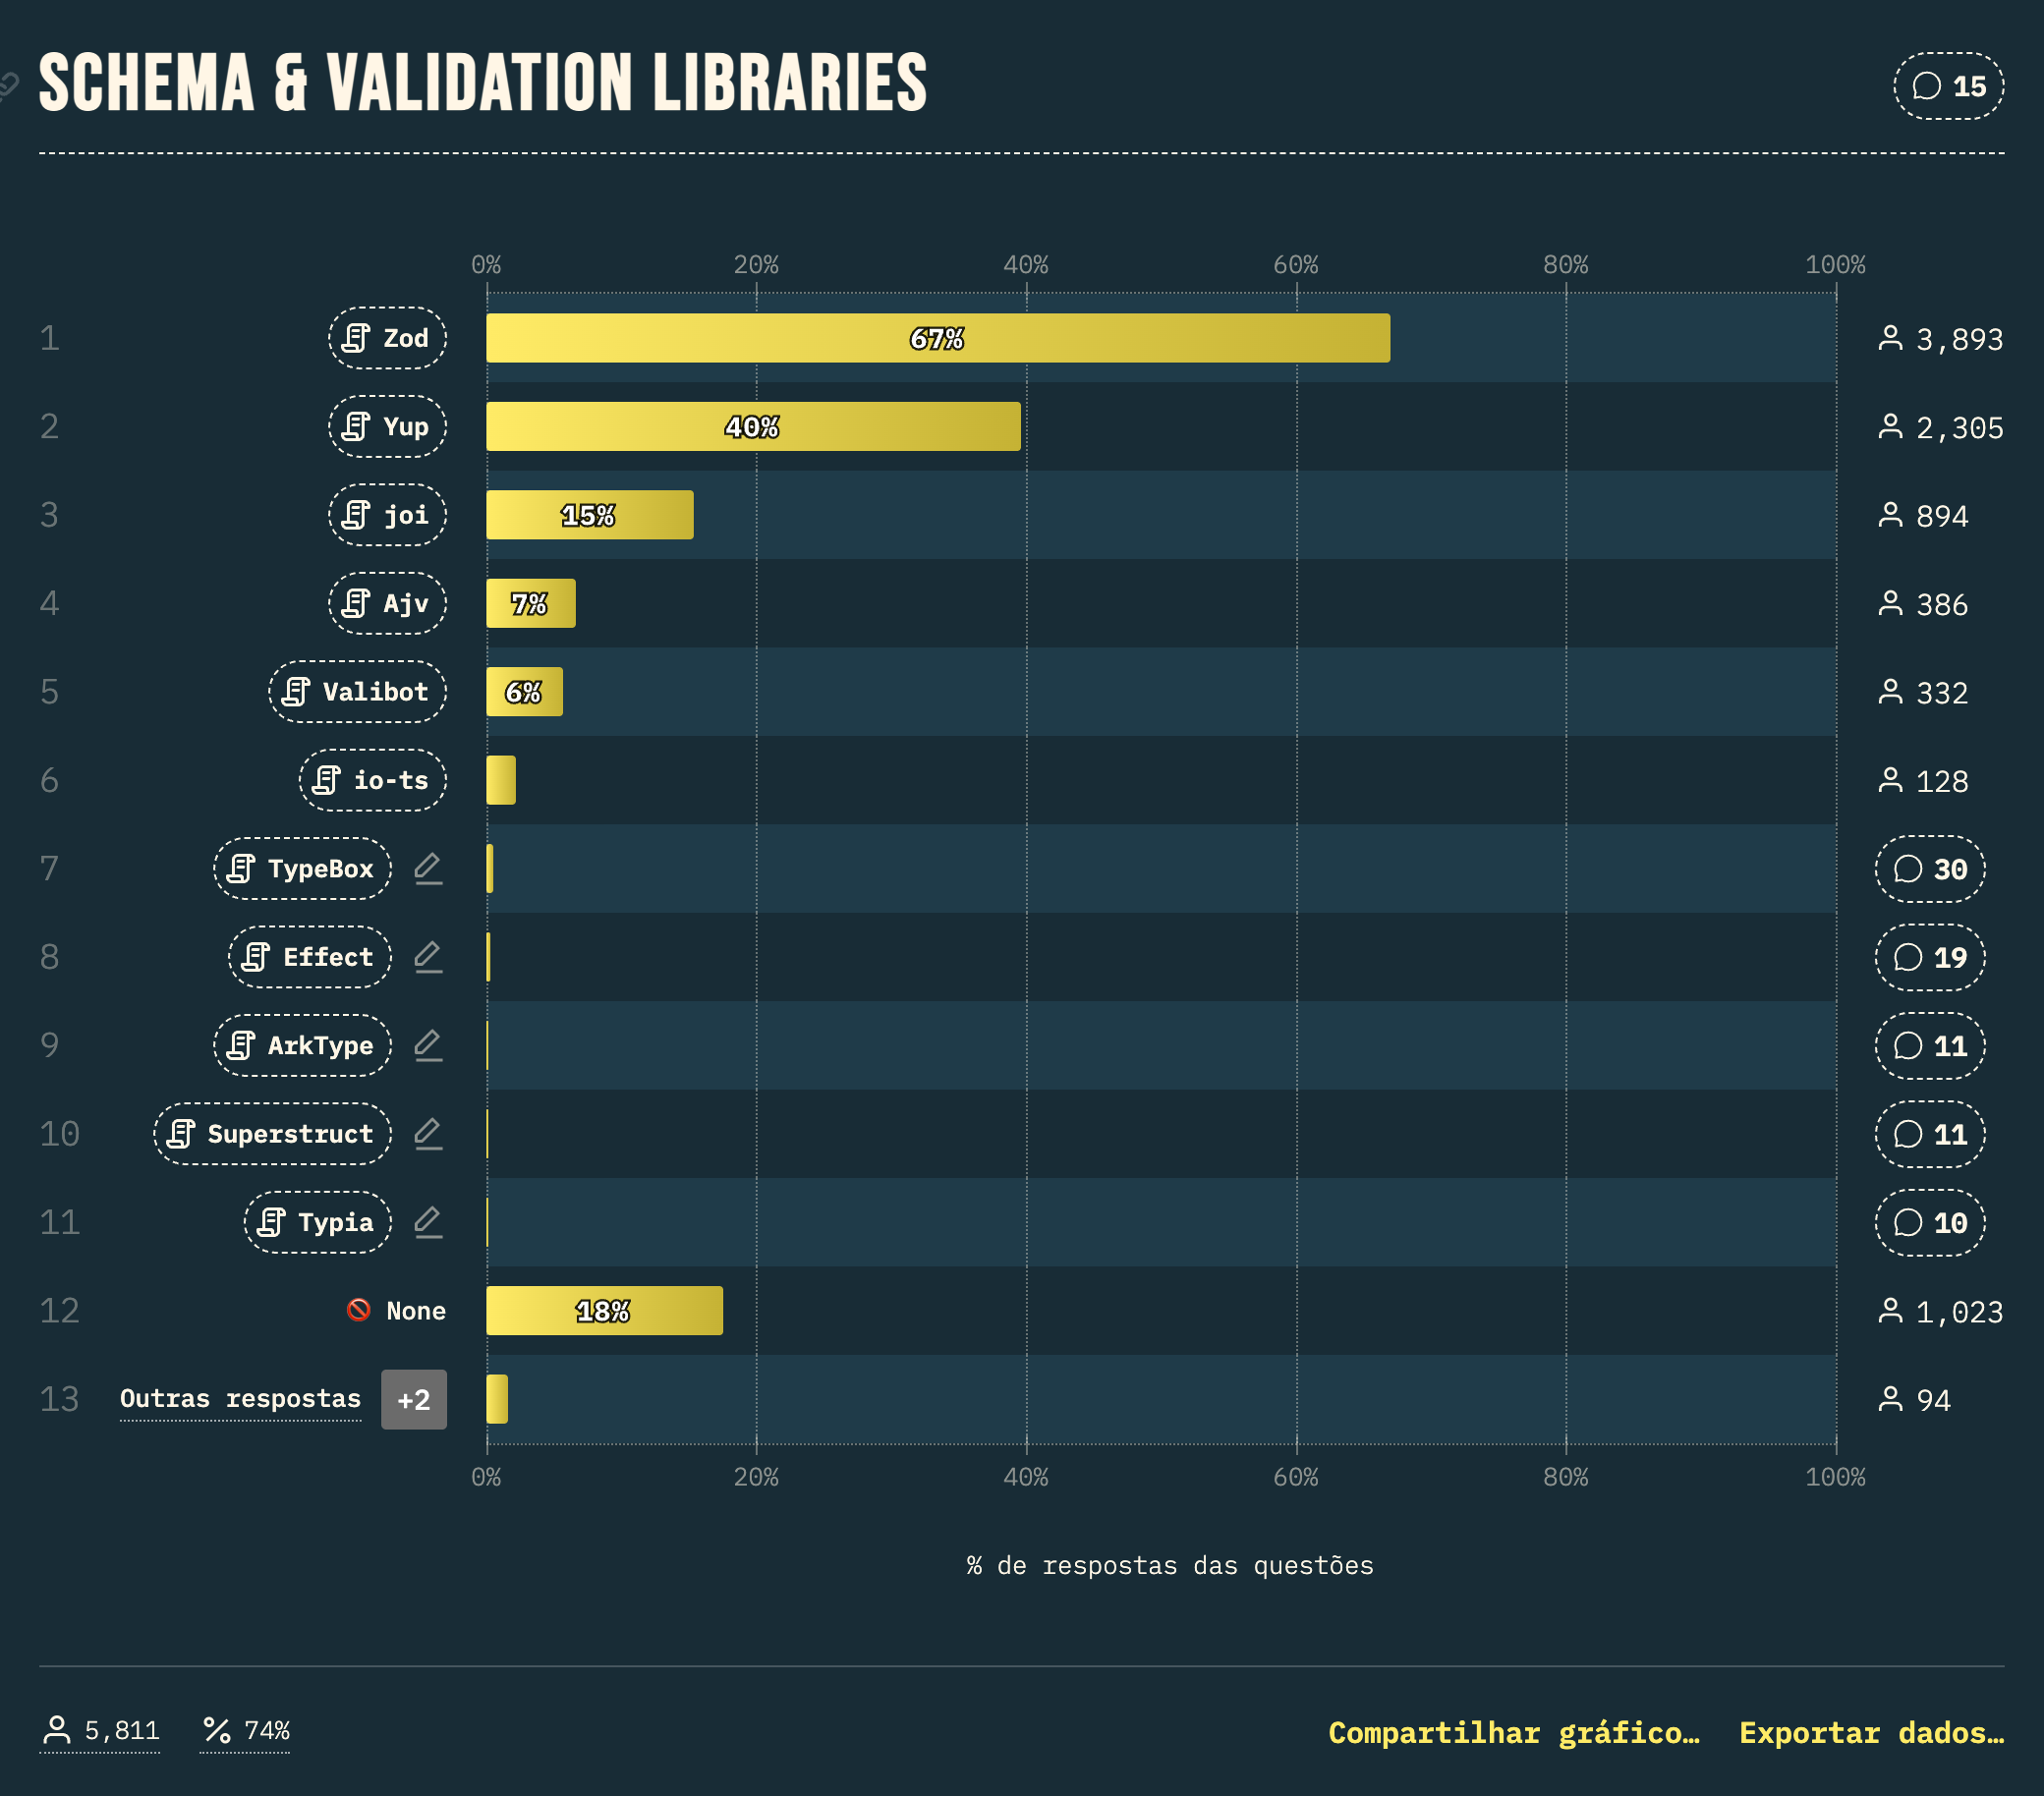 SCHEMA & VALIDATION LIBRARIES
15
0% 20% 40% 60% 80% 100%
1 Zod 67% 3,893
2 Yup 40% 2,305
3 joi 15% 894
4 Ajv 7% 386
5 Valibot 6% 332
6 io-ts 128
7 TypeBox 30
8 Effect 19
9 ArkType 11
10 Superstruct 11
11 Typia 10
12 None 18% 1,023
13 Outras respostas +2 94
0% 20% 40% 60% 80% 100%
% de respostas das questões
5,811 % 74% Compartilhar gráfico… Exportar dados…